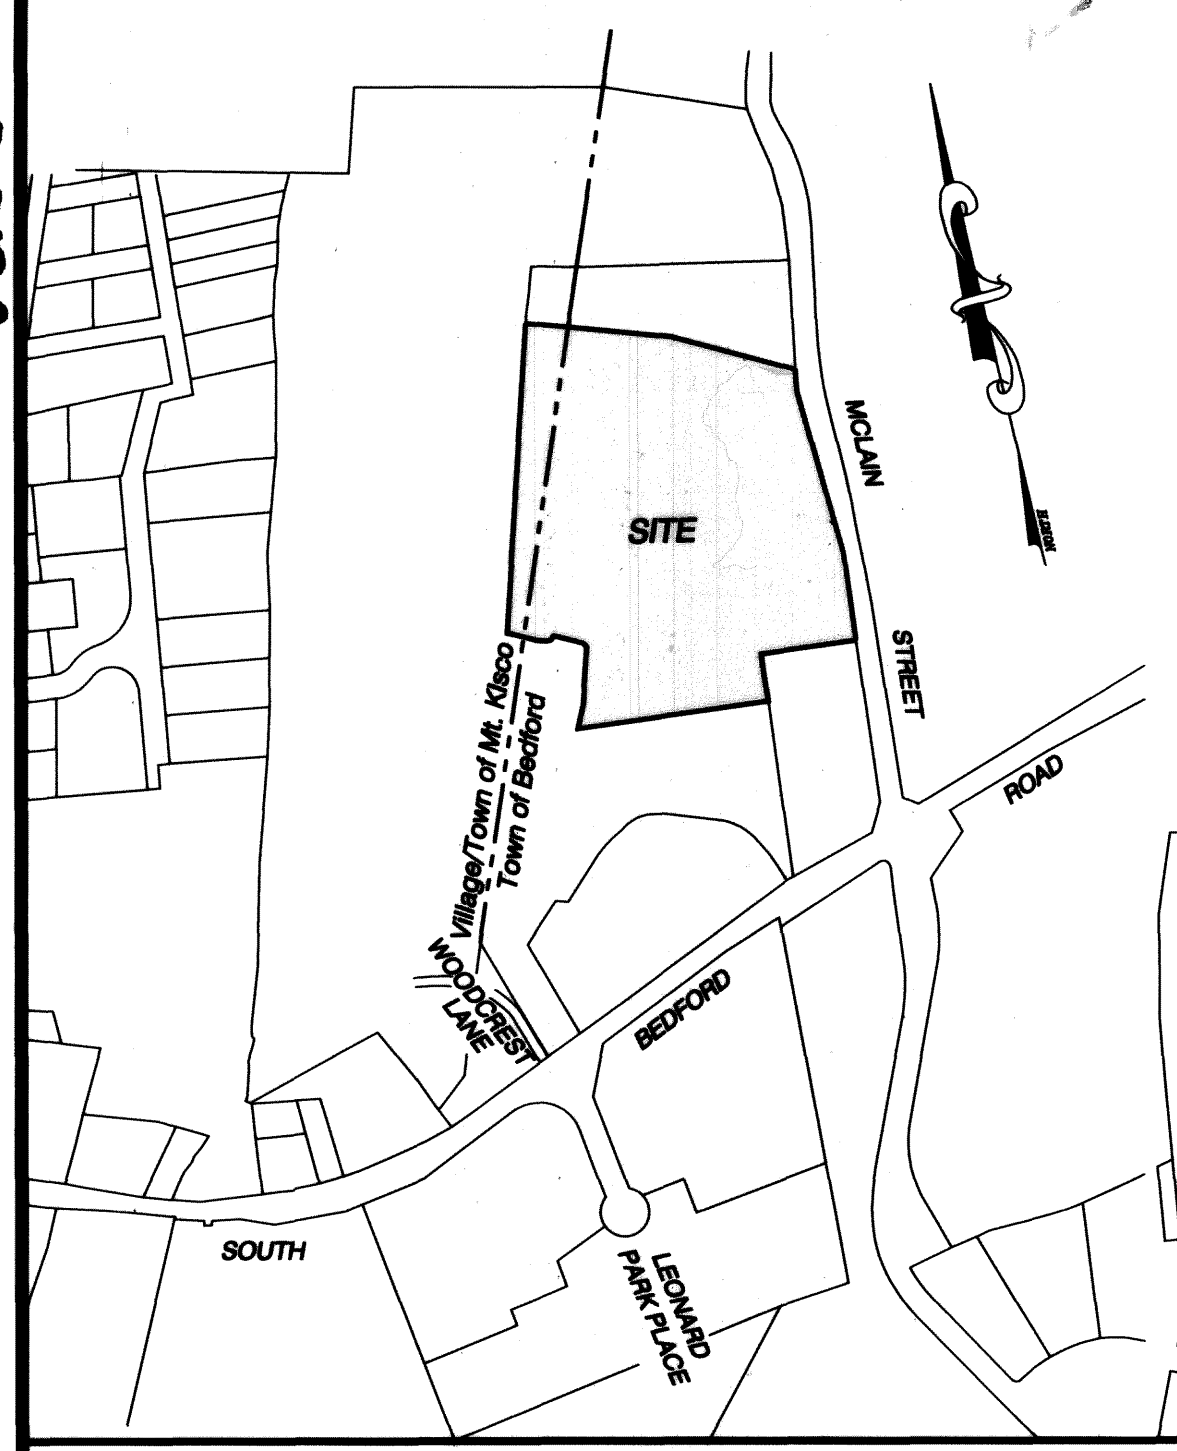 MCLAIN
H.DION
SITE
STREET
Village/Town of Mt. Kisco
Town of Bedford
ROAD
WOODCREST
LANE
BEDFORD
SOUTH
LEONARD
PARK PLACE